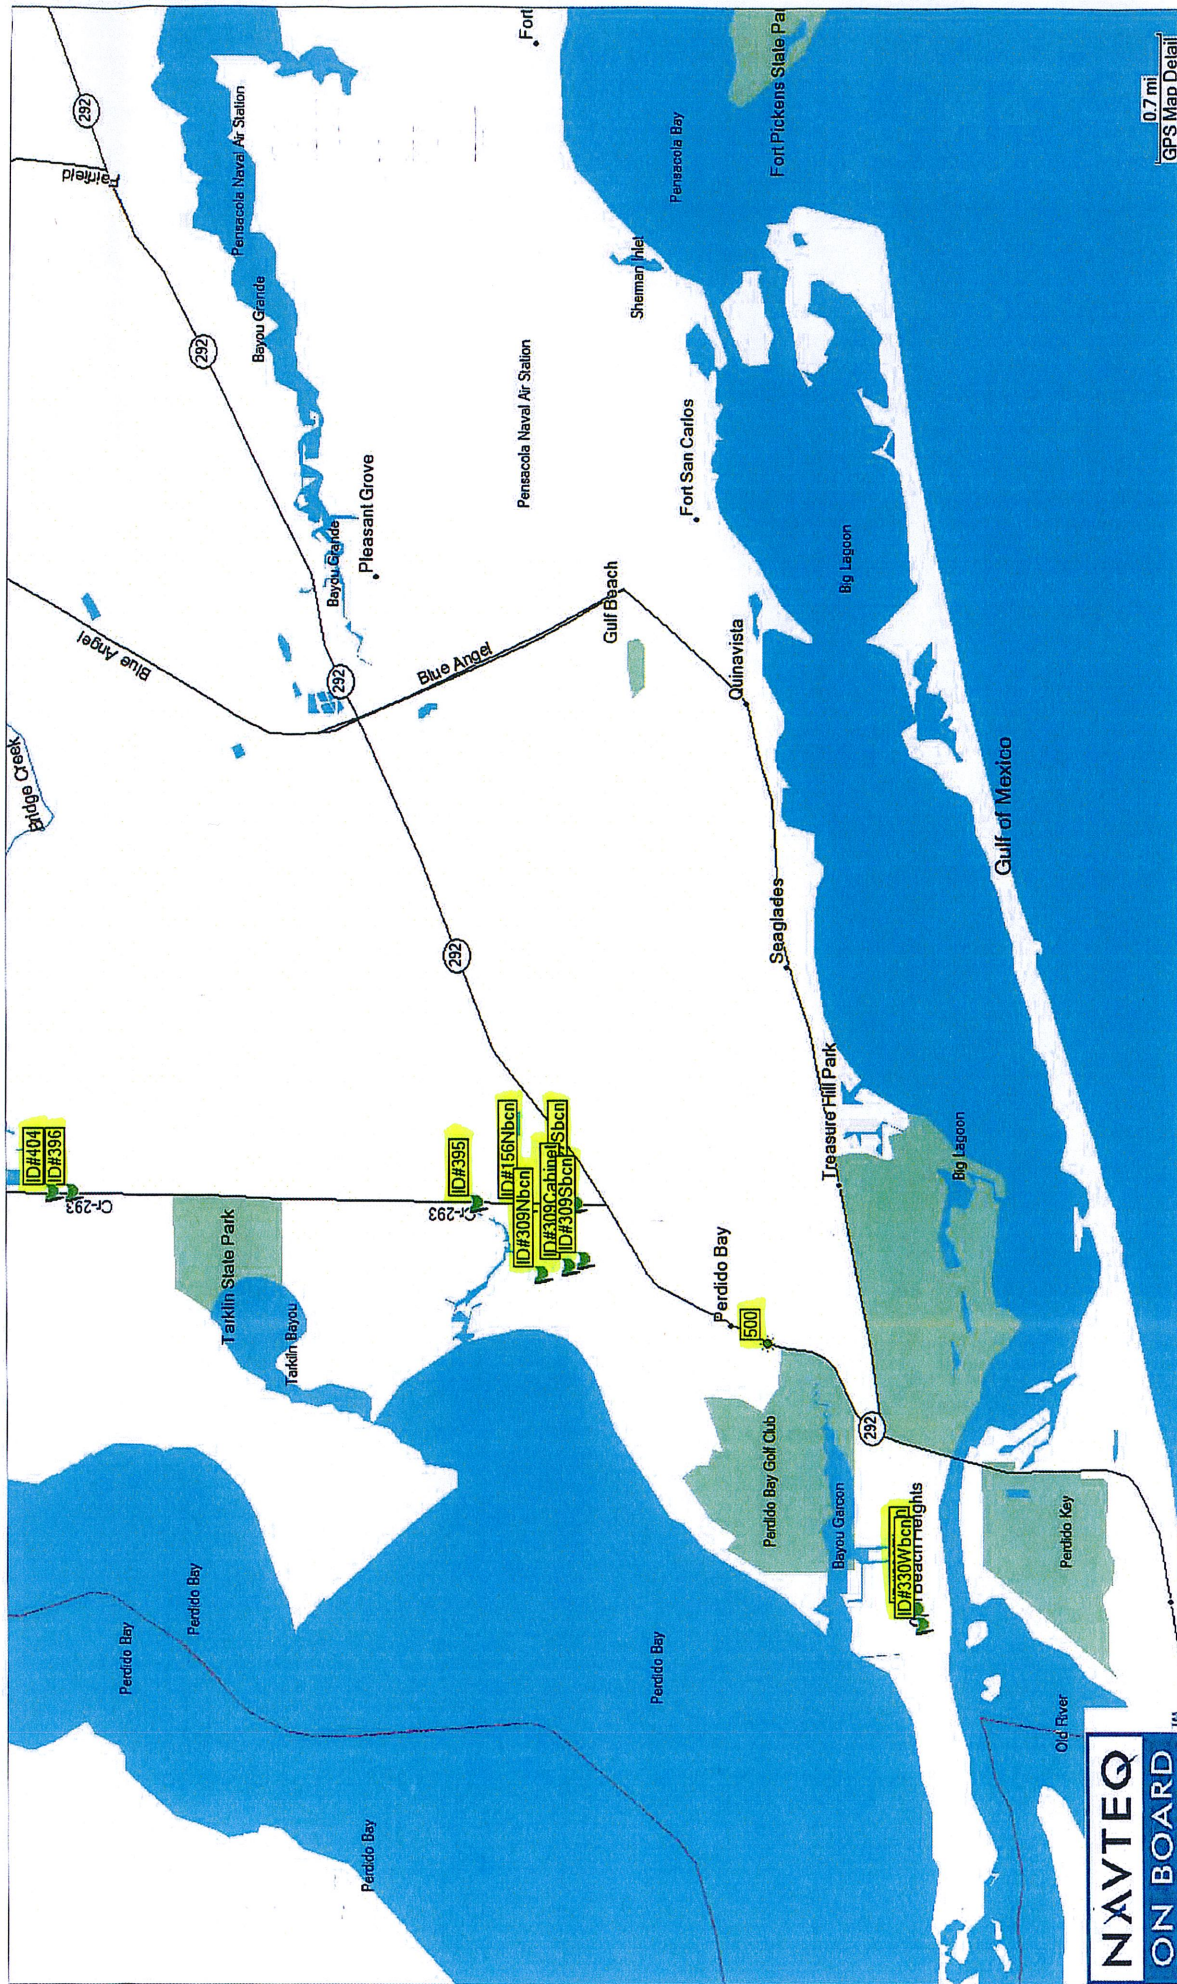 292
Fairfield
292
Pensacola Naval Air Station
Bayou Grande
Fort
Pensacola Bay
Fort Pickens State Par
0.7 mi
GPS Map Detail
Sherman Inlet
Pensacola Naval Air Station
Fort San Carlos
Pleasant Grove
Bayou Grande
Big Lagoon
Blue Angel
292
Blue Angel
Gulf Beach
Quinavista
Bridge Creek
Gulf of Mexico
292
Seaglades
Treasure Hill Park
Big Lagoon
ID#404
ID#396
Cr-293
ID#395
Cr-293
ID#156Nbcn
Sbcn
ID#309Nbcn
ID#309Cabinet
ID#309Sbcn
Tarklin State Park
Tarkiln Bayou
Perdido Bay
500
Perdido Bay Golf Club
292
Bayou Garcon
Beach Heights
ID#330Wbcn
Perdido Key
Perdido Bay
Perdido Bay
Perdido Bay
Perdido Bay
Old River
NAVTEQ
ON BOARD
TM